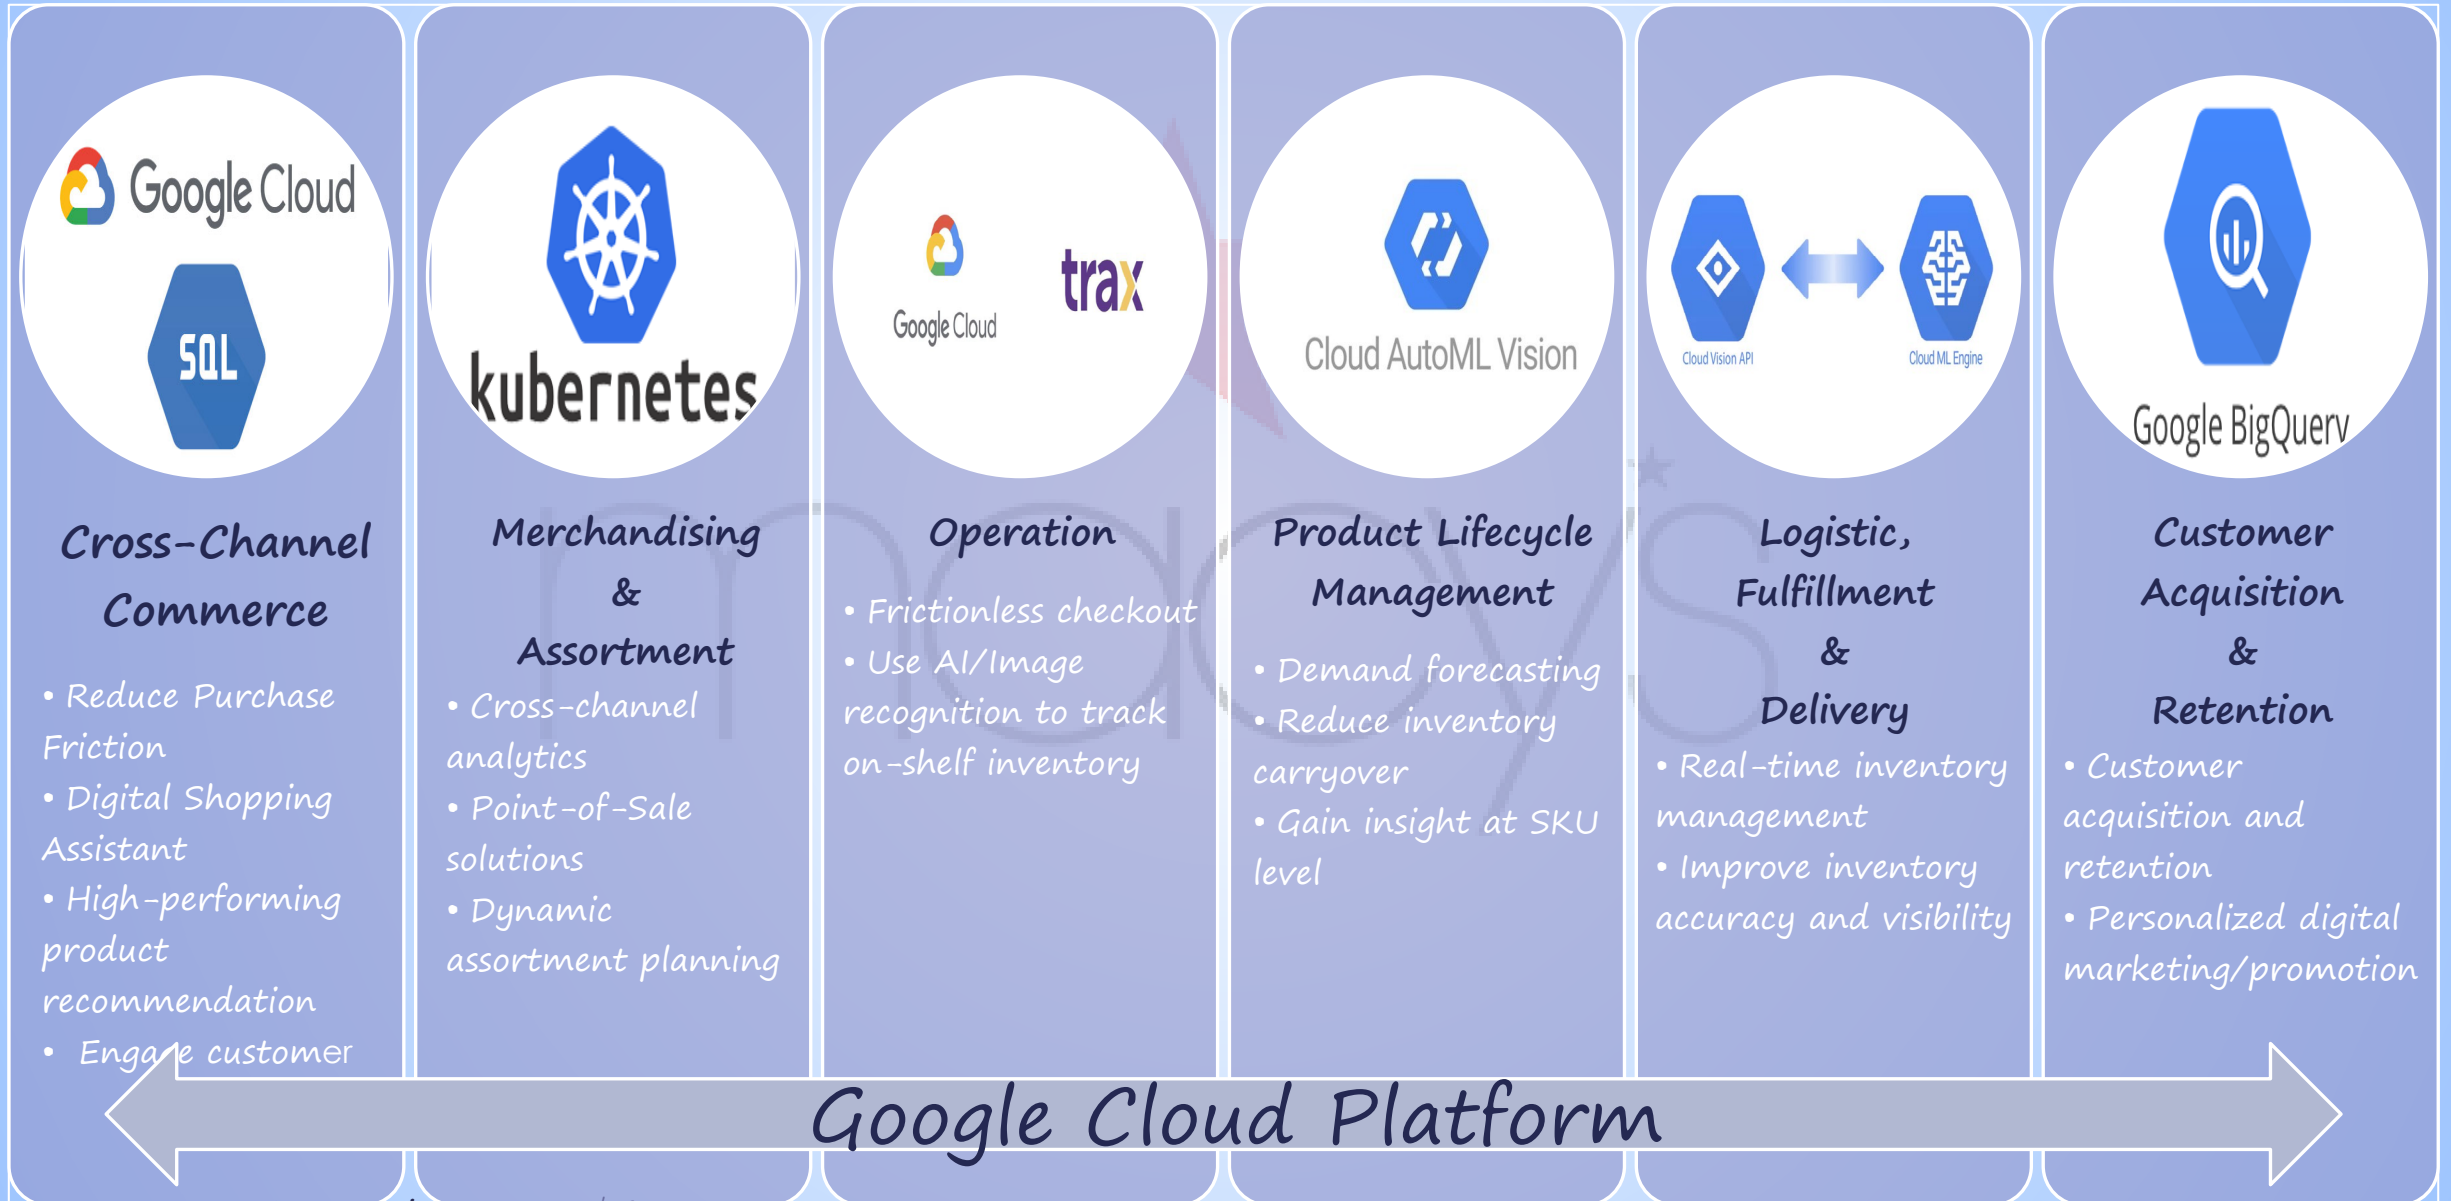 Google Cloud
SQL
Cross-Channel
Commerce
• Reduce Purchase
Friction
• Digital Shopping
Assistant
• High-performing
product
recommendation
• Engage customer
kubernetes
Merchandising
&
Assortment
• Cross-channel
analytics
• Point-of-Sale
solutions
• Dynamic
assortment planning
Google Cloud
trax
Operation
• Frictionless checkout
• Use AI/Image
recognition to track
on-shelf inventory
Cloud AutoML Vision
Product Lifecycle
Management
• Demand forecasting
• Reduce inventory
carryover
• Gain insight at SKU
level
Cloud Vision API
Cloud ML Engine
Logistic,
Fulfillment
&
Delivery
• Real-time inventory
management
• Improve inventory
accuracy and visibility
Google BigQuery
Customer
Acquisition
&
Retention
• Customer
acquisition and
retention
• Personalized digital
marketing/promotion
macy's
Google Cloud Platform